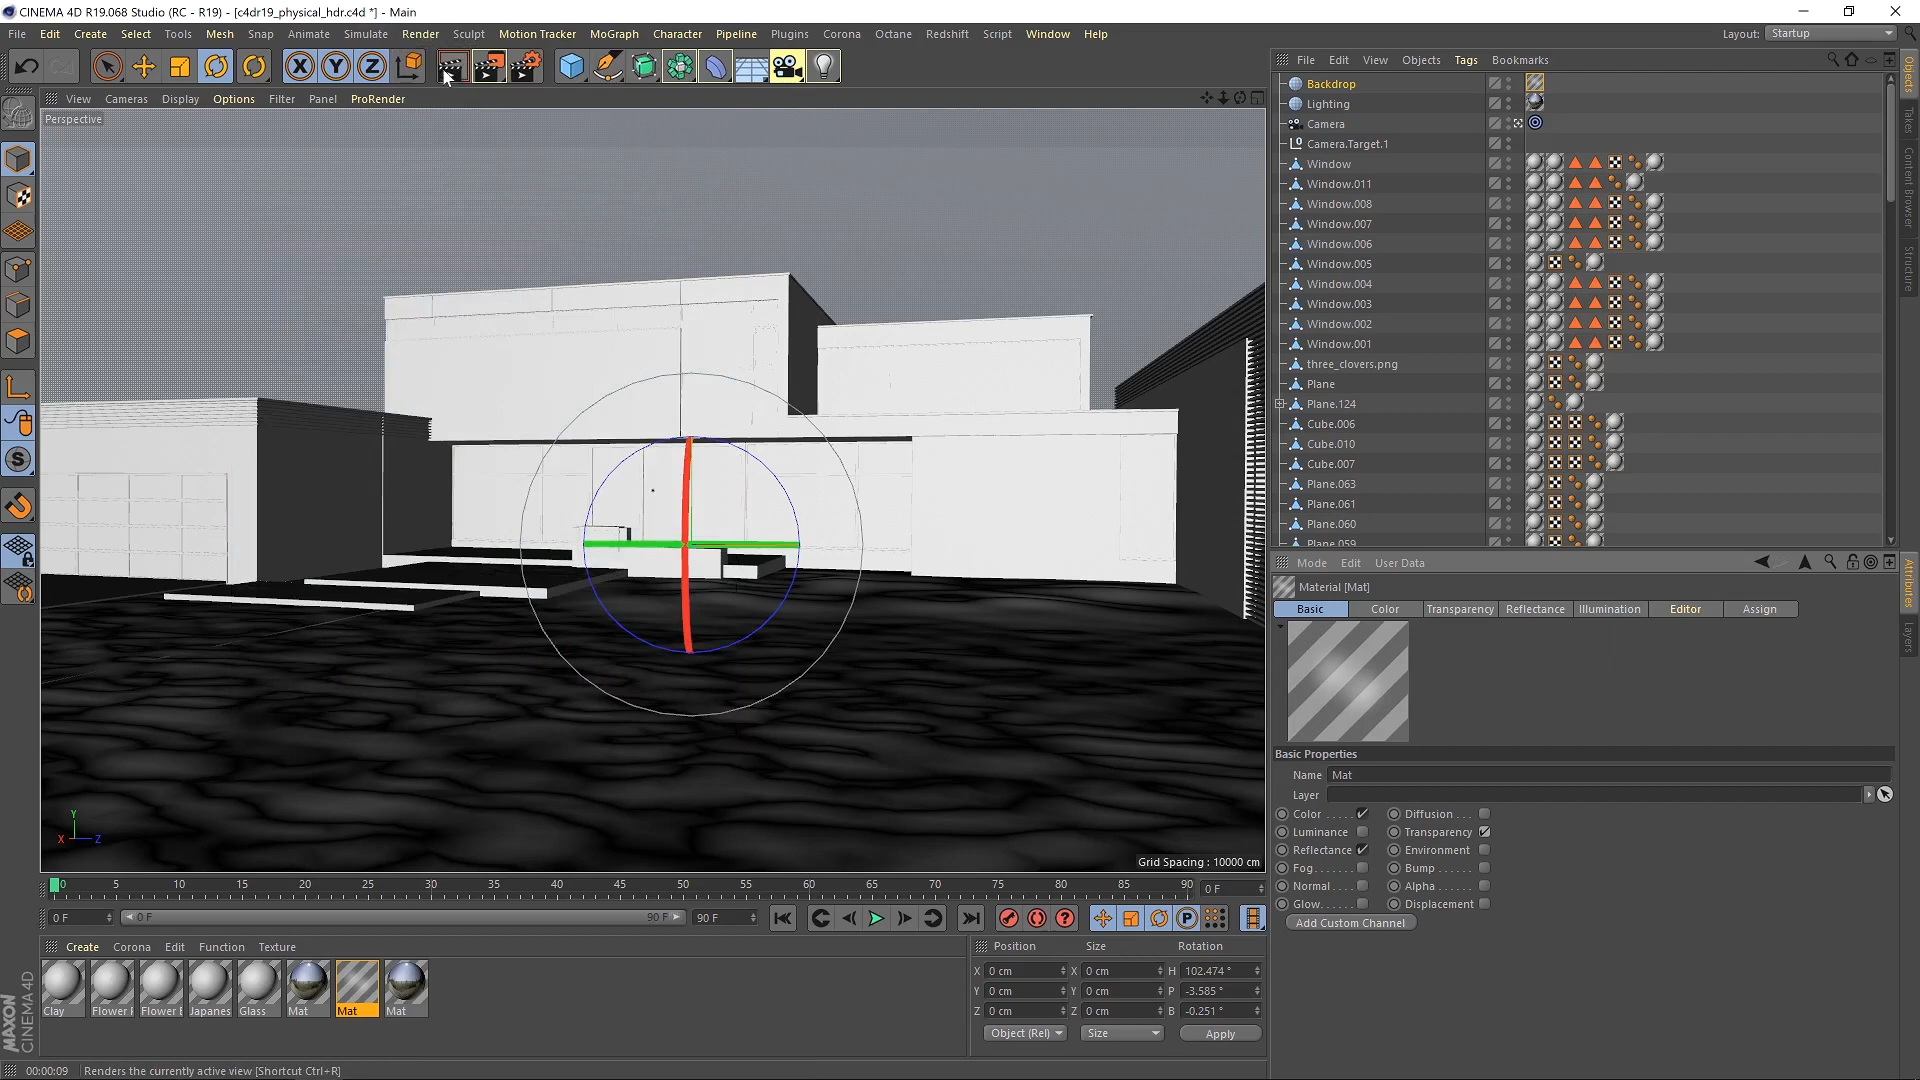 CINEMA 4D R19.068 Studio (RC - R19) - [c4dr19_physical_hdr.c4d *] - Main
File Edit Create Select Tools Mesh Snap Animate Simulate Render Sculpt Motion Tracker MoGraph Character Pipeline Plugins Corona Octane Redshift Script Window Help
Layout: Startup
X Y Z
View Cameras Display Options Filter Panel ProRender
Perspective
Grid Spacing : 10000 cm
Y
X Z
S
File Edit View Objects Tags Bookmarks
Backdrop
Lighting
Camera
Camera.Target.1
Window
Window.011
Window.008
Window.007
Window.006
Window.005
Window.004
Window.003
Window.002
Window.001
three_clovers.png
Plane
Plane.124
Cube.006
Cube.010
Cube.007
Plane.063
Plane.061
Plane.060
Plane.059
Objects
Takes
Content Browser
Structure
Mode Edit User Data
Material [Mat]
Basic Color Transparency Reflectance Illumination Editor Assign
Basic Properties
Name Mat
Layer
Color . . . . . Diffusion . . .
Luminance Transparency
Reflectance Environment
Fog. . . . . . . Bump . . . .
Normal . . . . Alpha . . . . .
Glow. . . . . . Displacement
Add Custom Channel
Attributes
Layers
0 5 10 15 20 25 30 35 40 45 50 55 60 65 70 75 80 85 90 0 F
0 F 0 F 90 F 90 F
P
Create Corona Edit Function Texture
Clay Flower F Flower E Japanes Glass Mat Mat Mat
Position Size Rotation
X 0 cm X 0 cm H 102.474 °
Y 0 cm Y 0 cm P -3.585 °
Z 0 cm Z 0 cm B -0.251 °
Object (Rel) Size Apply
MAXON
CINEMA 4D
00:00:09 Renders the currently active view [Shortcut Ctrl+R]